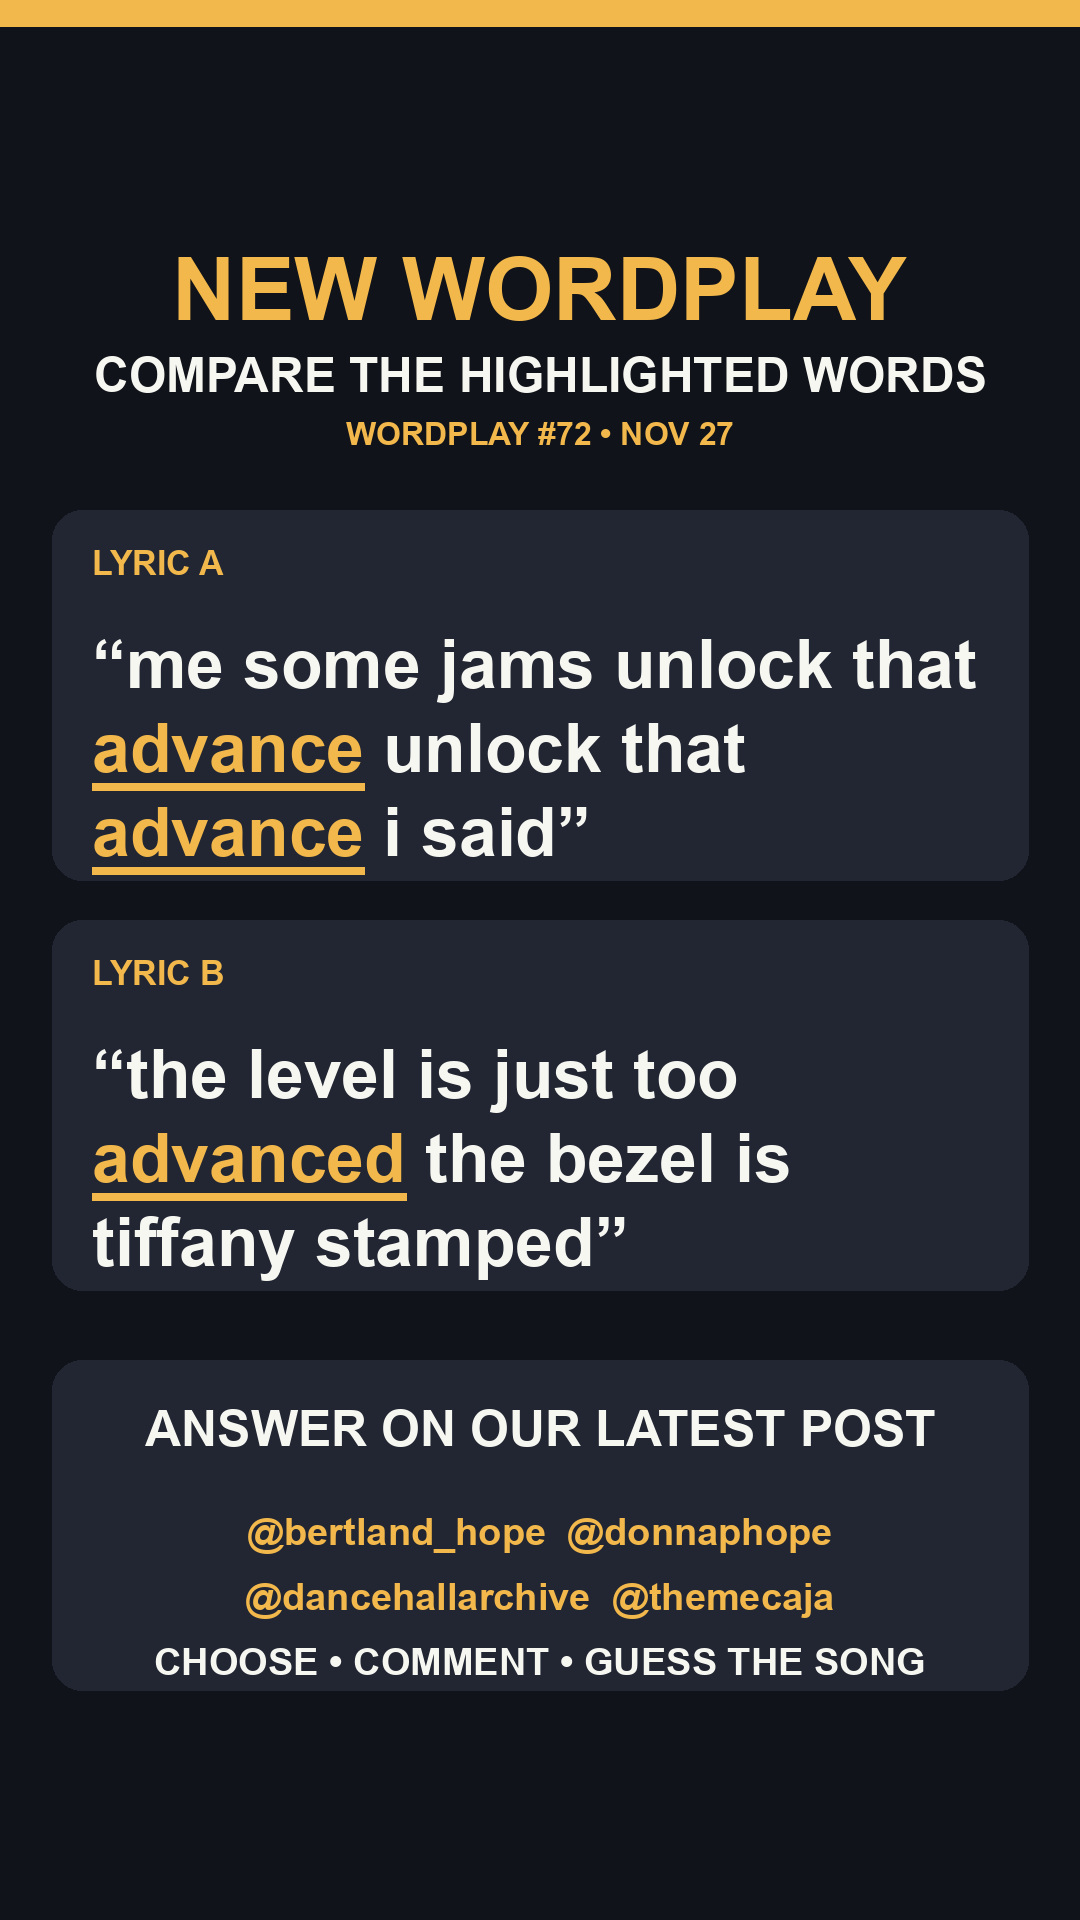 NEW WORDPLAY
COMPARE THE HIGHLIGHTED WORDS
WORDPLAY #72 • NOV 27
LYRIC A
“me some jams unlock that
advance unlock that
advance i said”
LYRIC B
“the level is just too
advanced the bezel is
tiffany stamped”
ANSWER ON OUR LATEST POST
@bertland_hope @donnaphope
@dancehallarchive @themecaja
CHOOSE • COMMENT • GUESS THE SONG